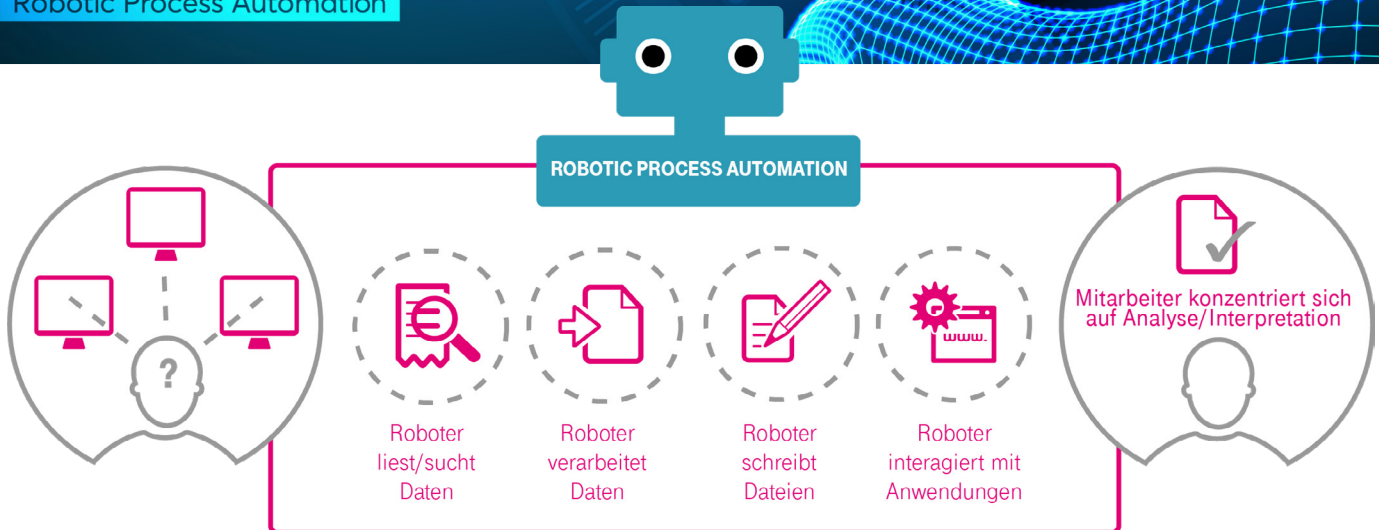 Robotic Process Automation
ROBOTIC PROCESS AUTOMATION
?
Mitarbeiter konzentriert sich
auf Analyse/Interpretation
www.
Roboter
liest/sucht
Daten
Roboter
verarbeitet
Daten
Roboter
schreibt
Dateien
Roboter
interagiert mit
Anwendungen